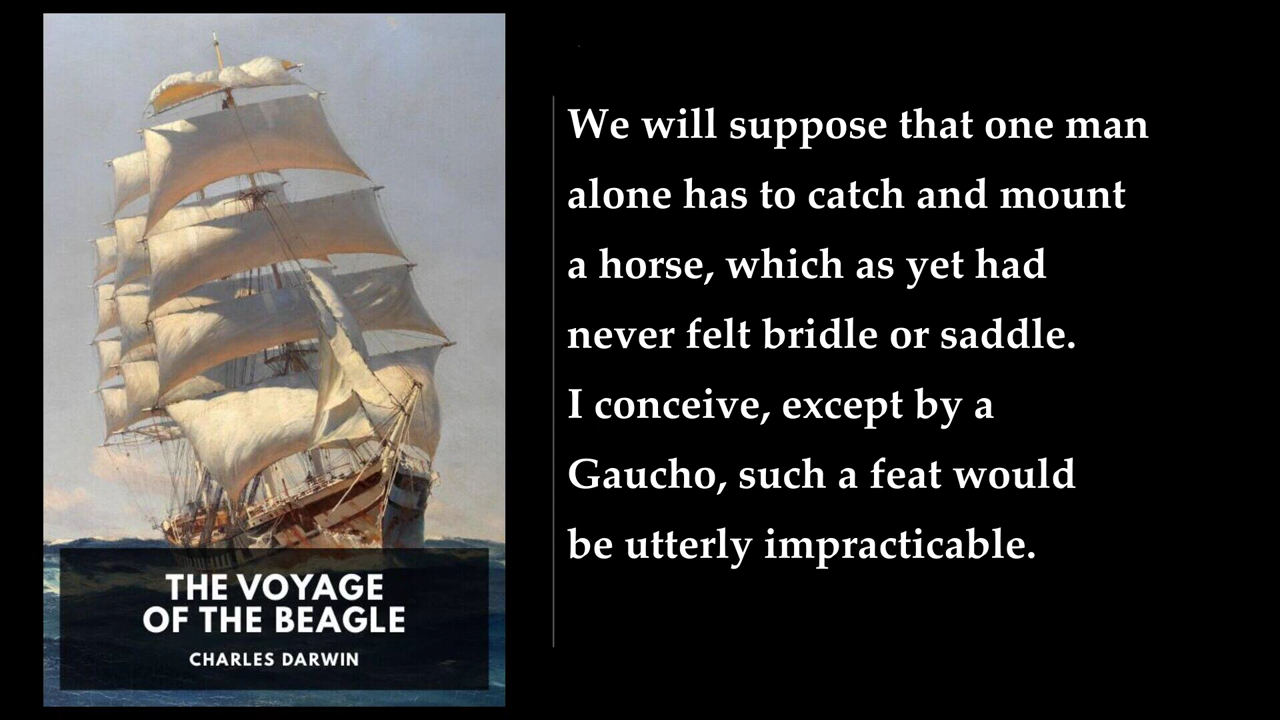 THE VOYAGE
OF THE BEAGLE
CHARLES DARWIN
We will suppose that one man
alone has to catch and mount
a horse, which as yet had
never felt bridle or saddle.
I conceive, except by a
Gaucho, such a feat would
be utterly impracticable.